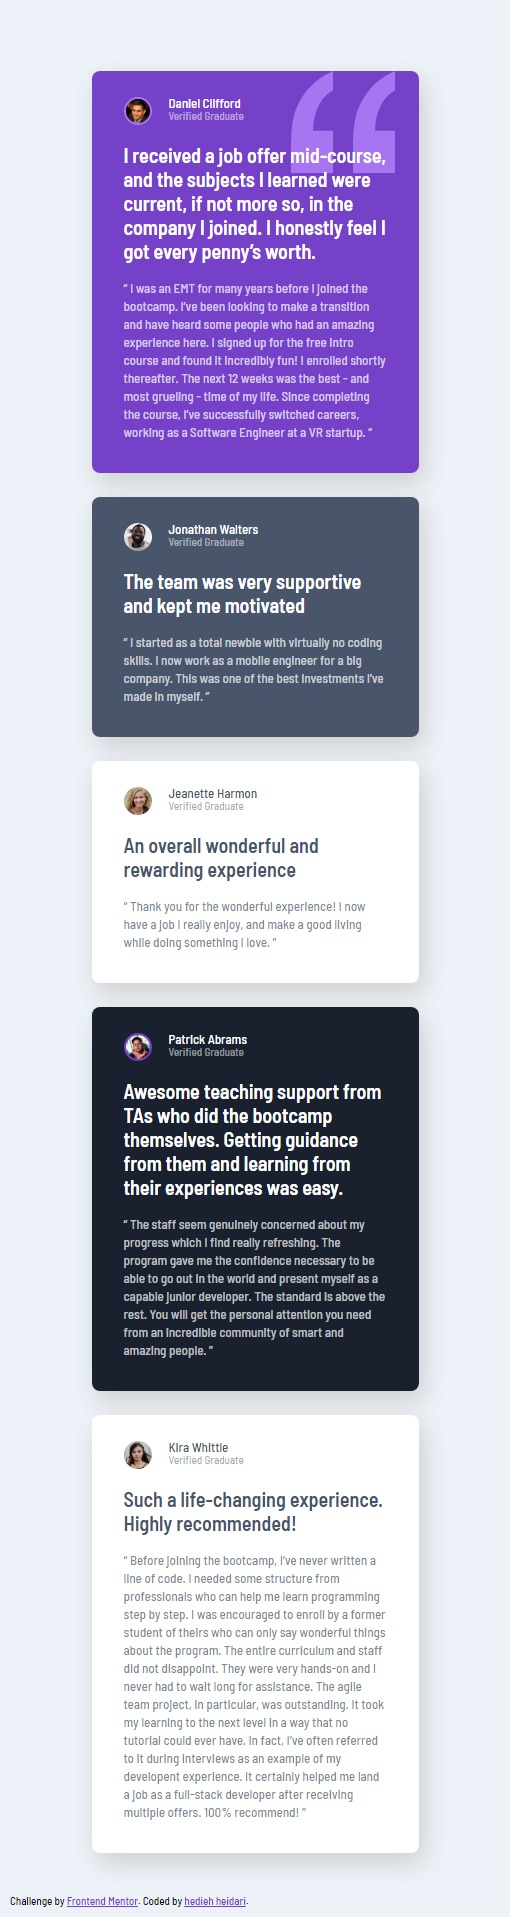 Daniel Clifford
Verified Graduate
I received a job offer mid-course,
and the subjects I learned were
current, if not more so, in the
company I joined. I honestly feel I
got every penny’s worth.
“ I was an EMT for many years before I joined the
bootcamp. I’ve been looking to make a transition
and have heard some people who had an amazing
experience here. I signed up for the free intro
course and found it incredibly fun! I enrolled shortly
thereafter. The next 12 weeks was the best - and
most grueling - time of my life. Since completing
the course, I’ve successfully switched careers,
working as a Software Engineer at a VR startup. ”
Jonathan Walters
Verified Graduate
The team was very supportive
and kept me motivated
“ I started as a total newbie with virtually no coding
skills. I now work as a mobile engineer for a big
company. This was one of the best investments I’ve
made in myself. ”
Jeanette Harmon
Verified Graduate
An overall wonderful and
rewarding experience
“ Thank you for the wonderful experience! I now
have a job I really enjoy, and make a good living
while doing something I love. ”
Patrick Abrams
Verified Graduate
Awesome teaching support from
TAs who did the bootcamp
themselves. Getting guidance
from them and learning from
their experiences was easy.
“ The staff seem genuinely concerned about my
progress which I find really refreshing. The
program gave me the confidence necessary to be
able to go out in the world and present myself as a
capable junior developer. The standard is above the
rest. You will get the personal attention you need
from an incredible community of smart and
amazing people. ”
Kira Whittle
Verified Graduate
Such a life-changing experience.
Highly recommended!
“ Before joining the bootcamp, I’ve never written a
line of code. I needed some structure from
professionals who can help me learn programming
step by step. I was encouraged to enroll by a former
student of theirs who can only say wonderful things
about the program. The entire curriculum and staff
did not disappoint. They were very hands-on and I
never had to wait long for assistance. The agile
team project, in particular, was outstanding. It took
my learning to the next level in a way that no
tutorial could ever have. In fact, I’ve often referred
to it during interviews as an example of my
developent experience. It certainly helped me land
a job as a full-stack developer after receiving
multiple offers. 100% recommend! ”
Challenge by Frontend Mentor. Coded by hedieh heidari.